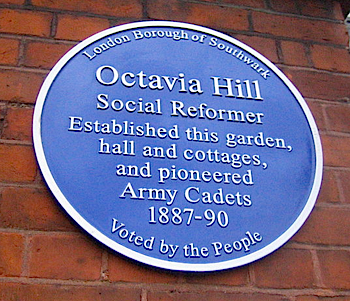 London Borough of Southwark
Octavia Hill
Social Reformer
Established this garden,
hall and cottages,
and pioneered
Army Cadets
1887-90
Voted by the People